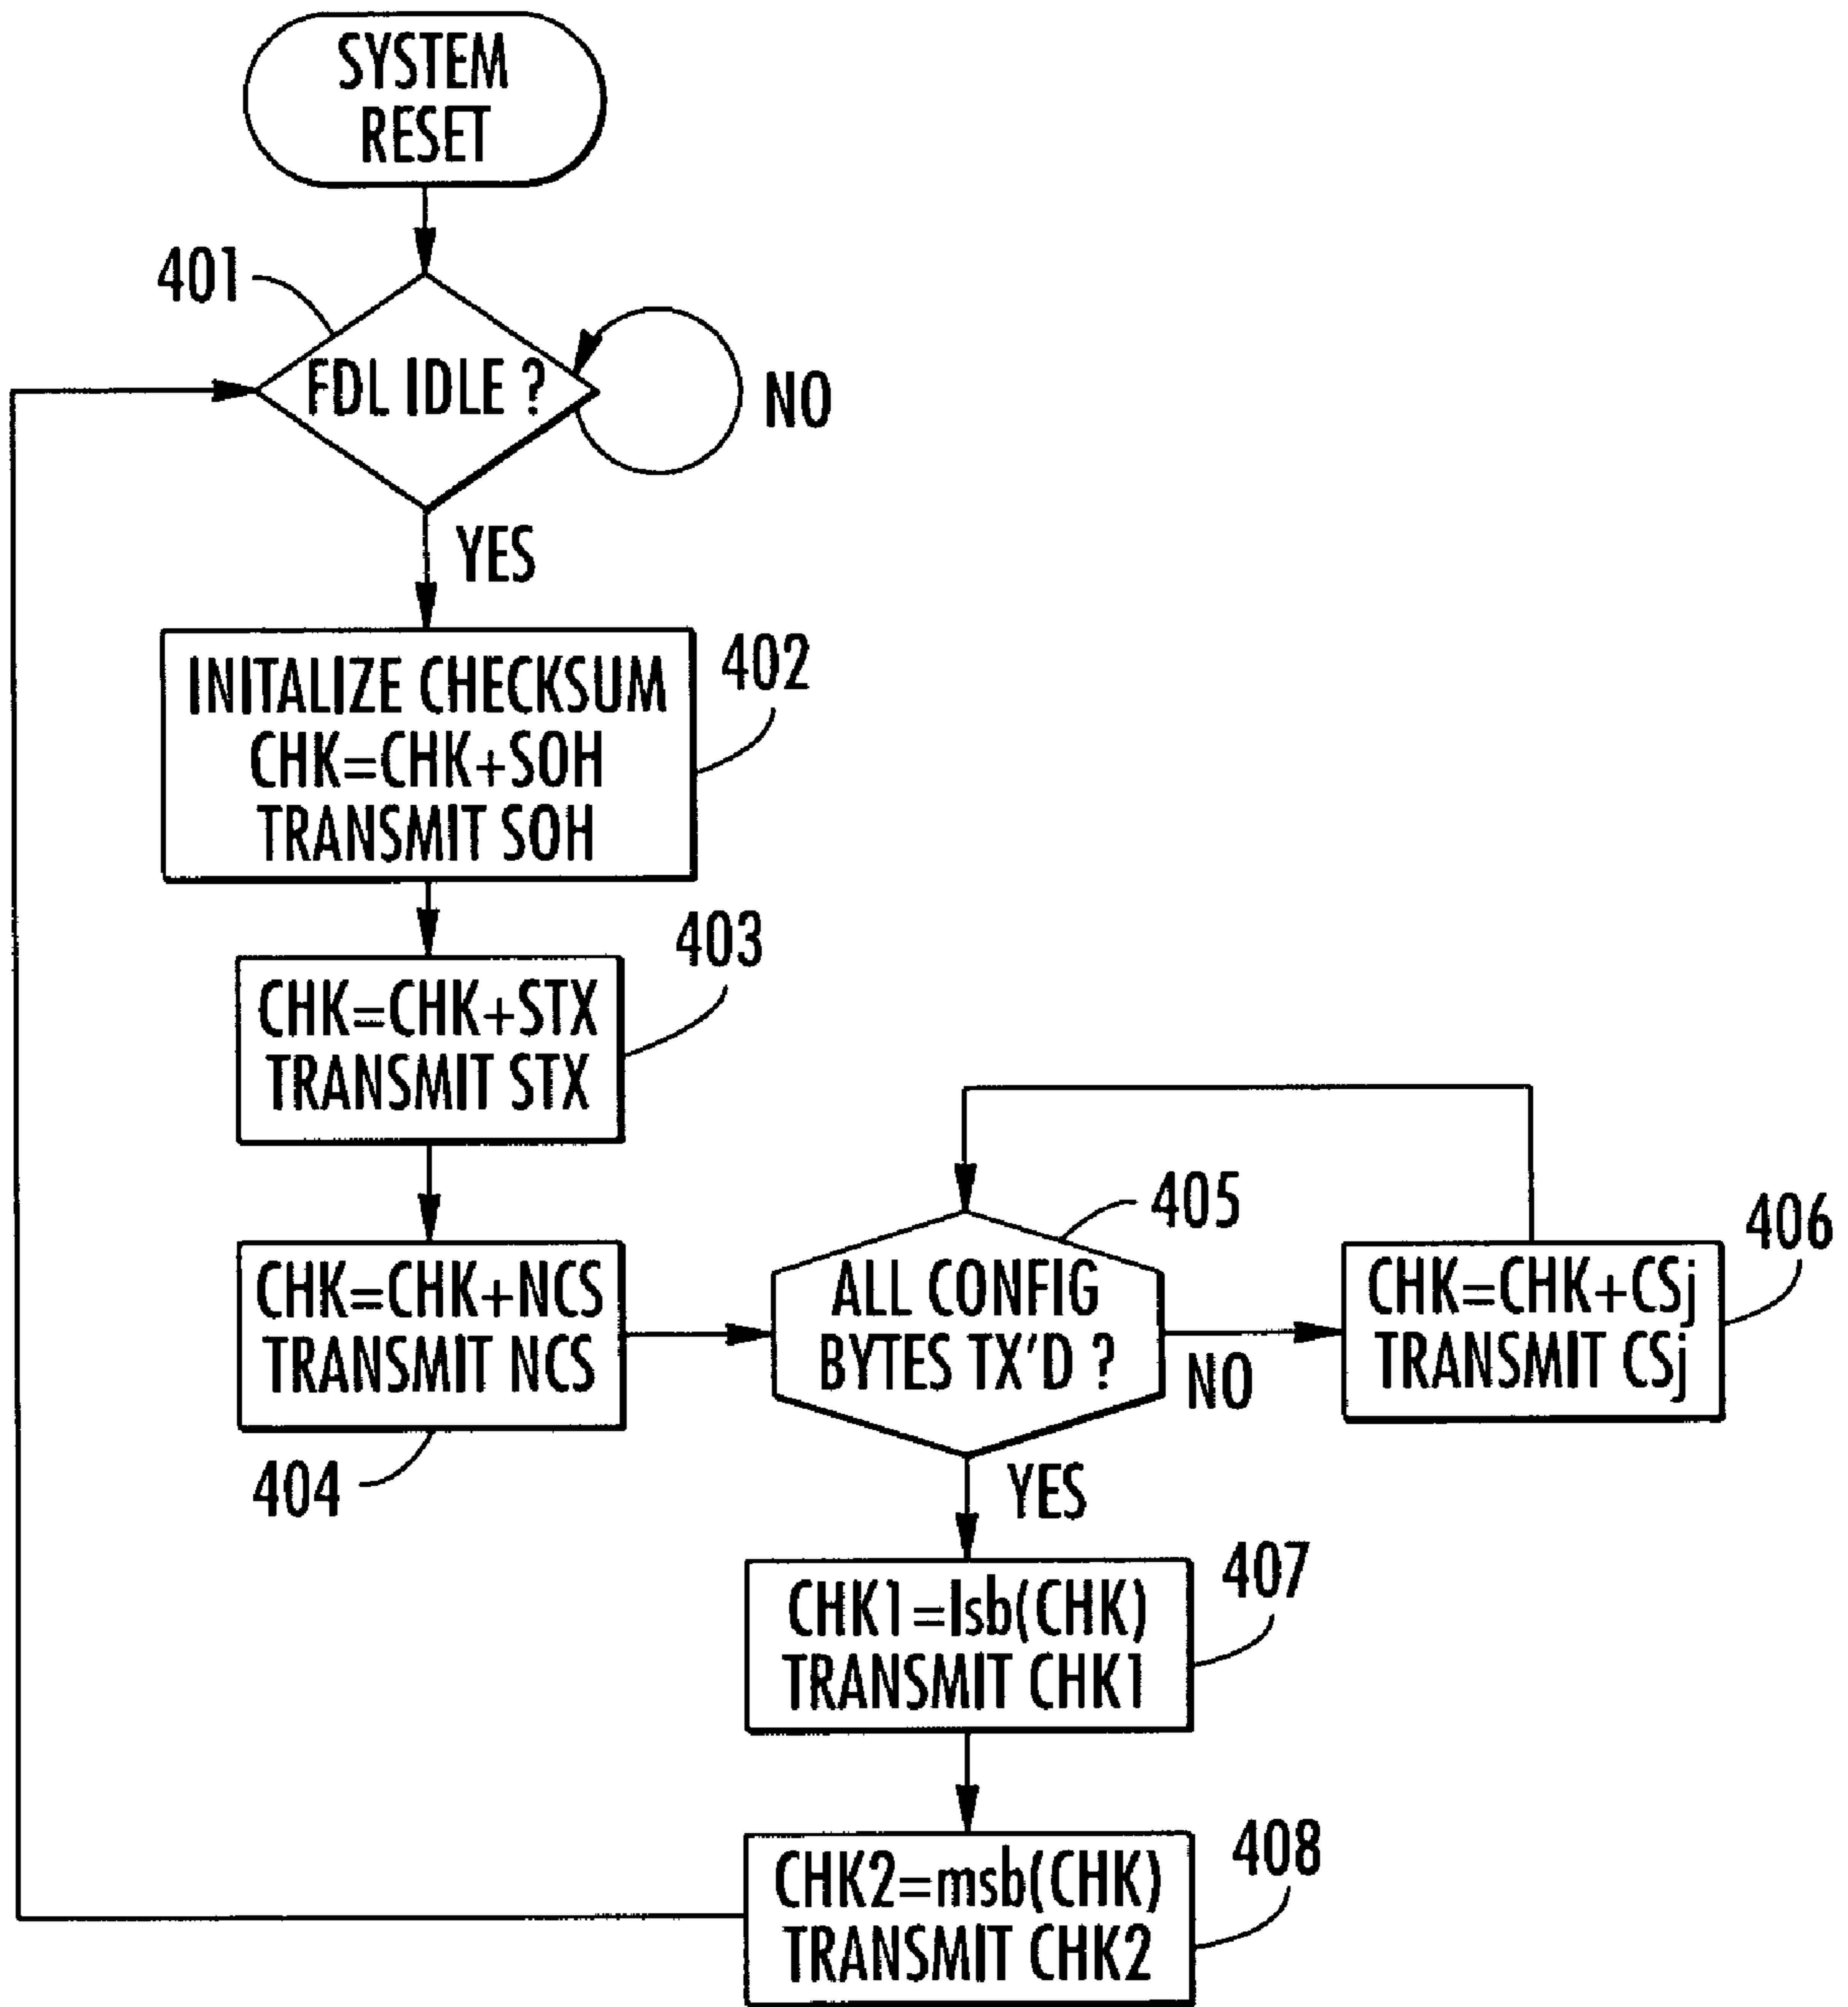 SYSTEM
RESET
401
FDL IDLE ?
NO
YES
INITALIZE CHECKSUM
CHK=CHK+SOH
TRANSMIT SOH
402
403
CHK=CHK+STX
TRANSMIT STX
405
406
CHK=CHK+NCS
TRANSMIT NCS
404
ALL CONFIG
BYTES TX'D ?
NO
CHK=CHK+CSj
TRANSMIT CSj
YES
407
CHK1=lsb(CHK)
TRANSMIT CHK1
408
CHK2=msb(CHK)
TRANSMIT CHK2